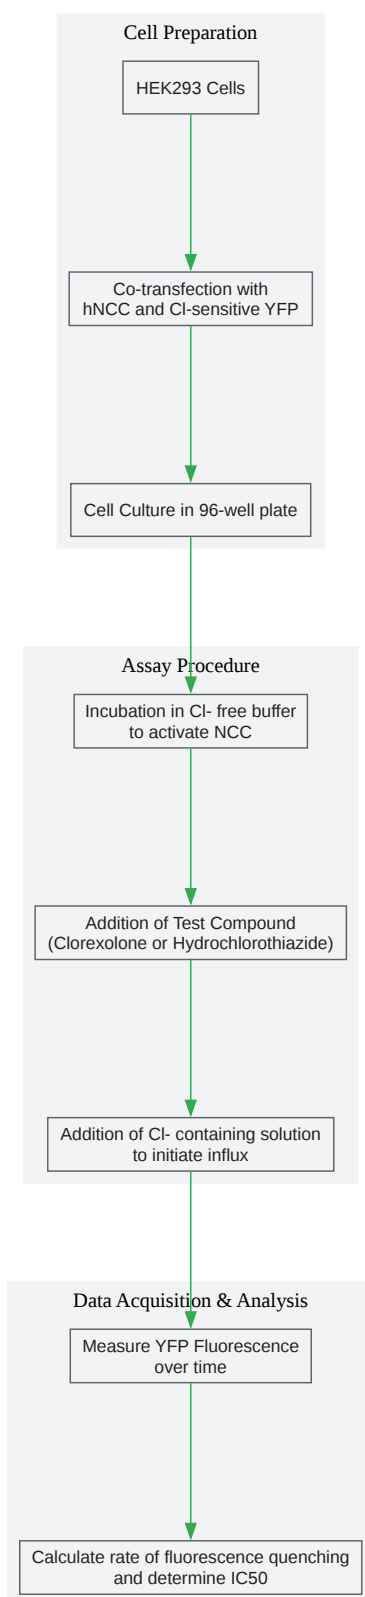 Cell Preparation
HEK293 Cells
Co-transfection with
hNCC and Cl-sensitive YFP
Cell Culture in 96-well plate
Assay Procedure
Incubation in Cl- free buffer
to activate NCC
Addition of Test Compound
(Clorexolone or Hydrochlorothiazide)
Addition of Cl- containing solution
to initiate influx
Data Acquisition & Analysis
Measure YFP Fluorescence
over time
Calculate rate of fluorescence quenching
and determine IC50